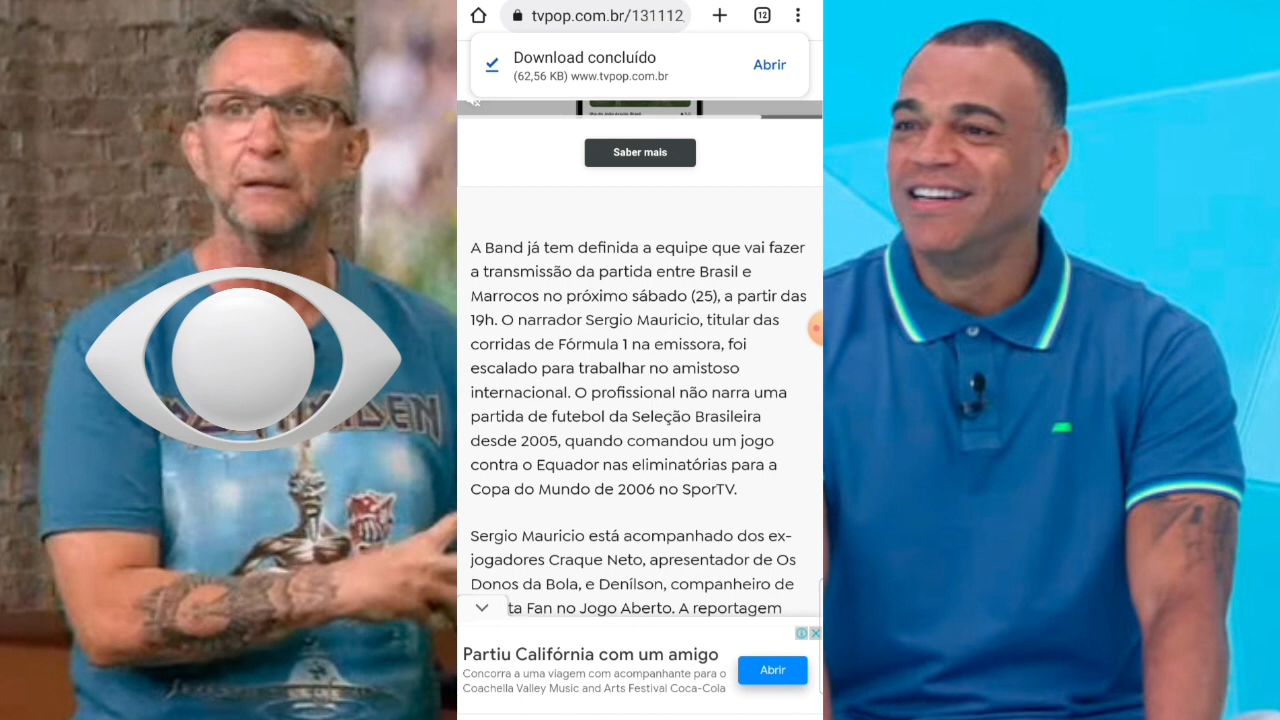 tvpop.com.br/131112
12
Download concluído
(62,56 KB) www.tvpop.com.br
Abrir
Saber mais
A Band já tem definida a equipe que vai fazer
a transmissão da partida entre Brasil e
Marrocos no próximo sábado (25), a partir das
19h. O narrador Sergio Mauricio, titular das
corridas de Fórmula 1 na emissora, foi
escalado para trabalhar no amistoso
internacional. O profissional não narra uma
partida de futebol da Seleção Brasileira
desde 2005, quando comandou um jogo
contra o Equador nas eliminatórias para a
Copa do Mundo de 2006 no SporTV.
Sergio Mauricio está acompanhado dos ex-
jogadores Craque Neto, apresentador de Os
Donos da Bola, e Denílson, companheiro de
ta Fan no Jogo Aberto. A reportagem
Partiu Califórnia com um amigo
Concorra a uma viagem com acompanhante para o
Coachella Valley Music and Arts Festival Coca-Cola
Abrir